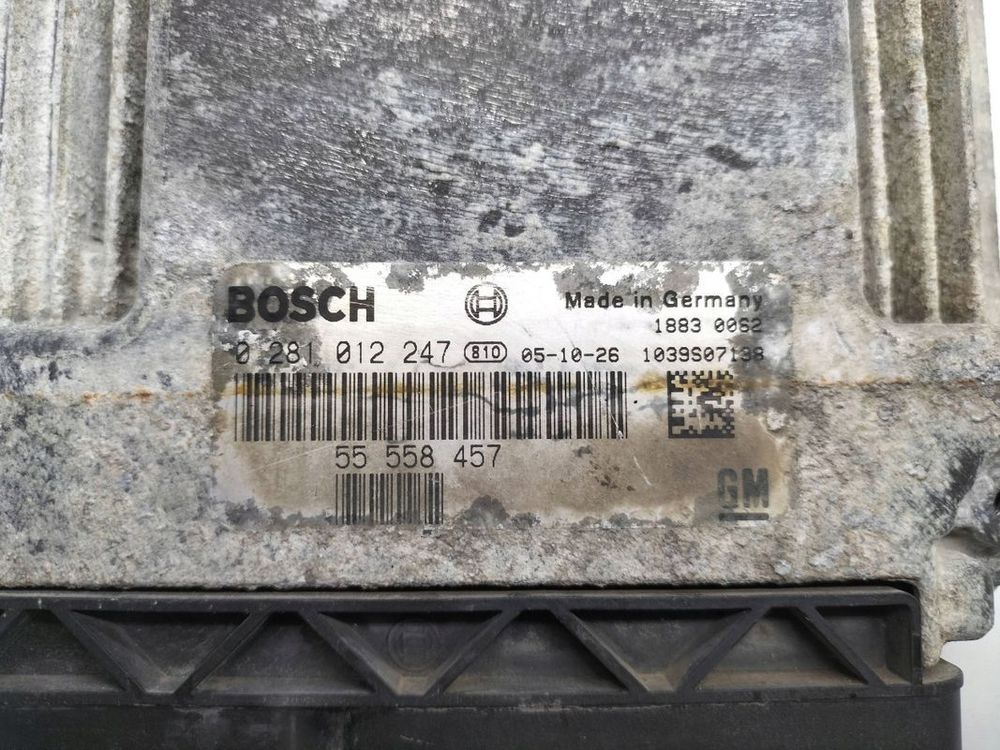 BOSCH Made in Germany
1883 0062
0 281 012 247 810 05-10-26 1039S07138
55 558 457
GM